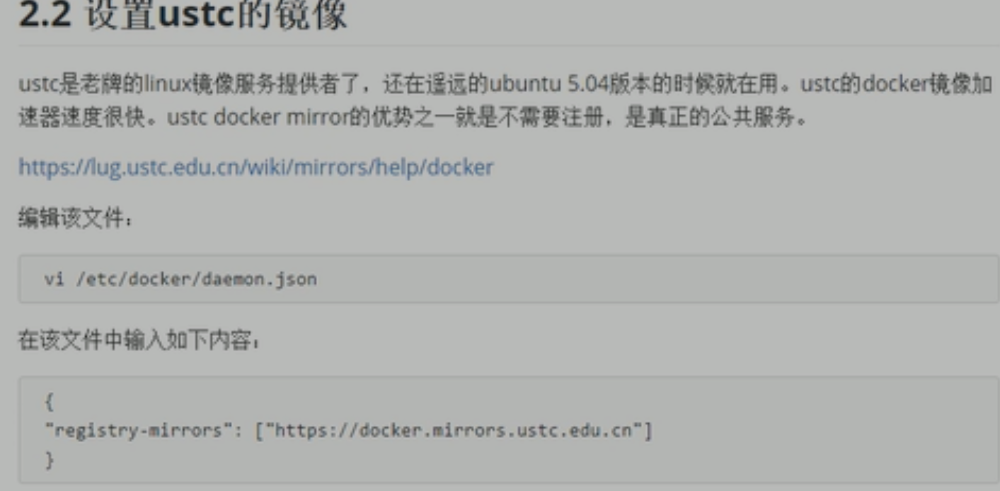 2.2 设置ustc的镜像
ustc是老牌的linux镜像服务提供者了，还在遥远的ubuntu 5.04版本的时候就在用。ustc的docker镜像加
速器速度很快。ustc docker mirror的优势之一就是不需要注册，是真正的公共服务。
https://lug.ustc.edu.cn/wiki/mirrors/help/docker
编辑该文件：
vi /etc/docker/daemon.json
在该文件中输入如下内容：
{
"registry-mirrors": ["https://docker.mirrors.ustc.edu.cn"]
}